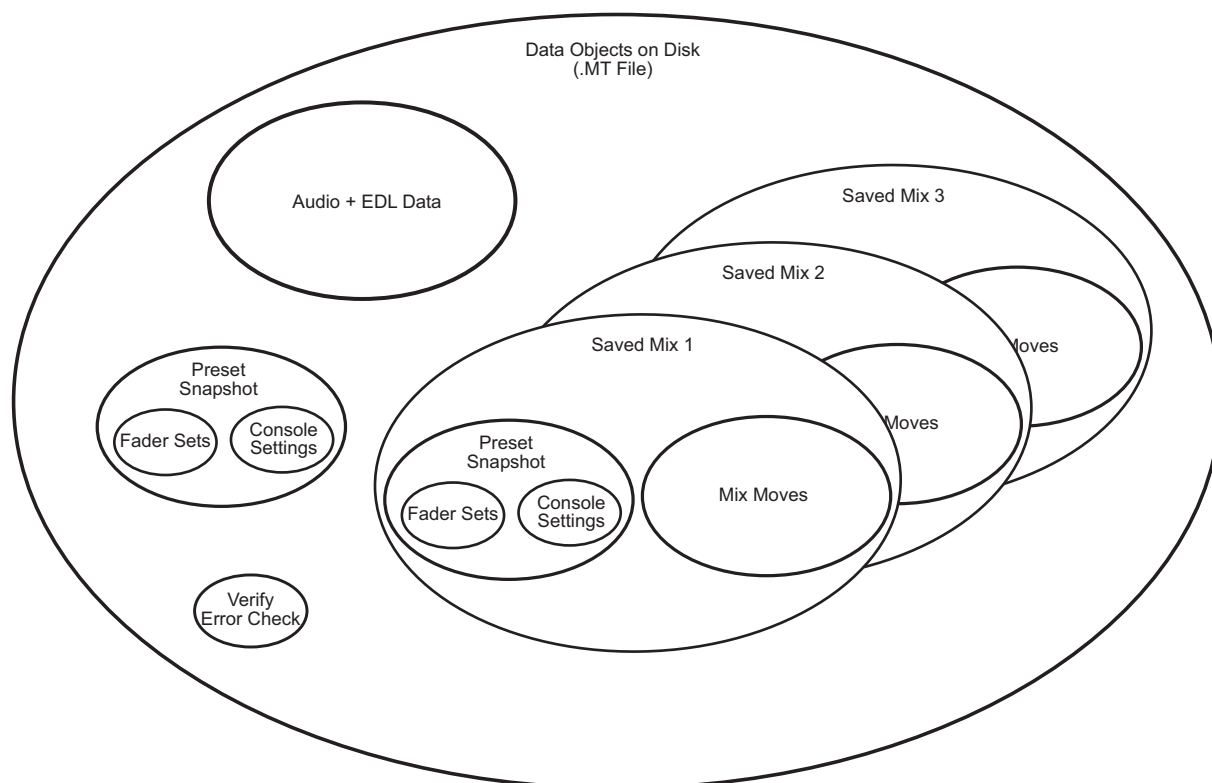 Data Objects on Disk
(.MT File)
Audio + EDL Data
Saved Mix 3
Moves
Saved Mix 2
Moves
Saved Mix 1
Preset
Snapshot
Fader Sets
Console
Settings
Mix Moves
Preset
Snapshot
Fader Sets
Console
Settings
Verify
Error Check